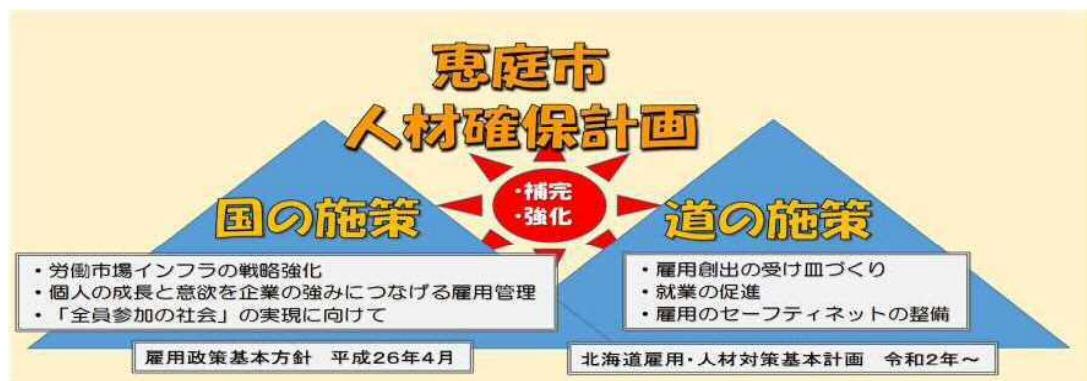 恵庭市
人材確保計画
・補完
・強化
国の施策
道の施策
・労働市場インフラの戦略強化
・個人の成長と意欲を企業の強みにつなげる雇用管理
・「全員参加の社会」の実現に向けて
・雇用創出の受け皿づくり
・就業の促進
・雇用のセーフティネットの整備
雇用政策基本方針　平成26年4月
北海道雇用・人材対策基本計画　令和2年～